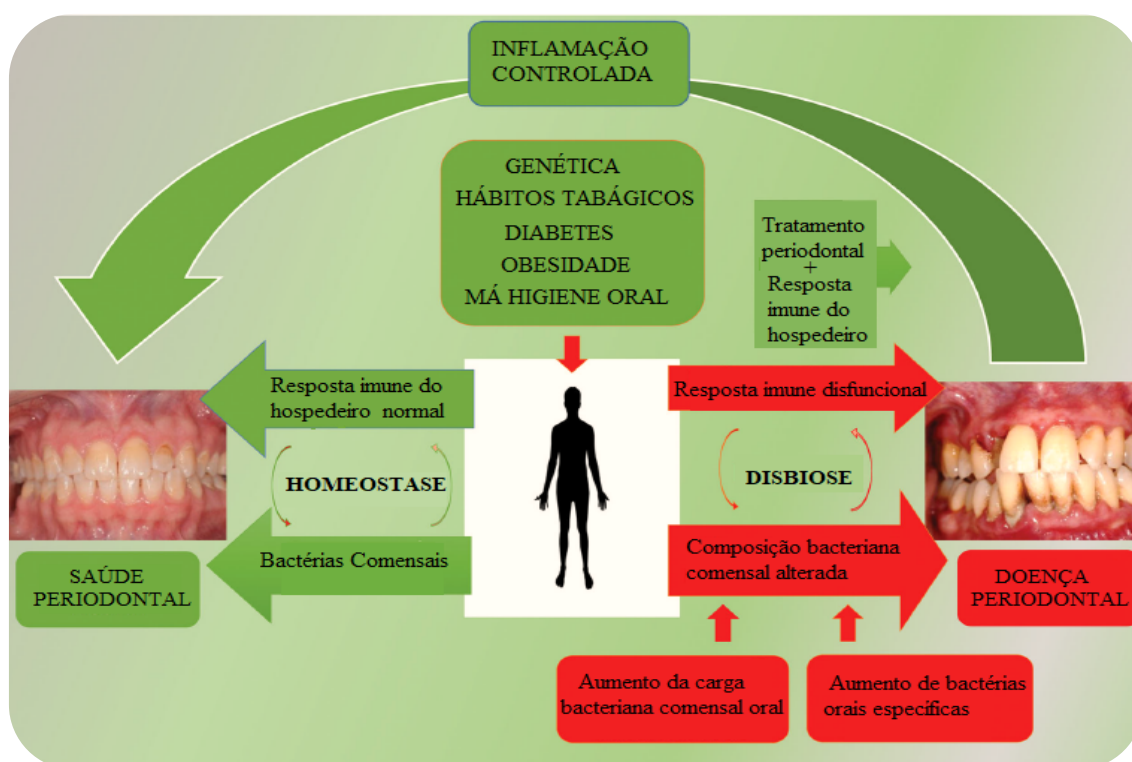 INFLAMAÇÃO
CONTROLADA
GENÉTICA
HÁBITOS TABÁGICOS
DIABETES
OBESIDADE
MÁ HIGIENE ORAL
Tratamento
periodontal
+
Resposta
imune do
hospedeiro
Resposta imune do
hospedeiro normal
HOMEOSTASE
Bactérias Comensais
SAÚDE
PERIODONTAL
Resposta imune disfuncional
DISBIOSE
Composição bacteriana
comensal alterada
DOENÇA
PERIODONTAL
Aumento da carga
bacteriana comensal oral
Aumento de bactérias
orais específicas